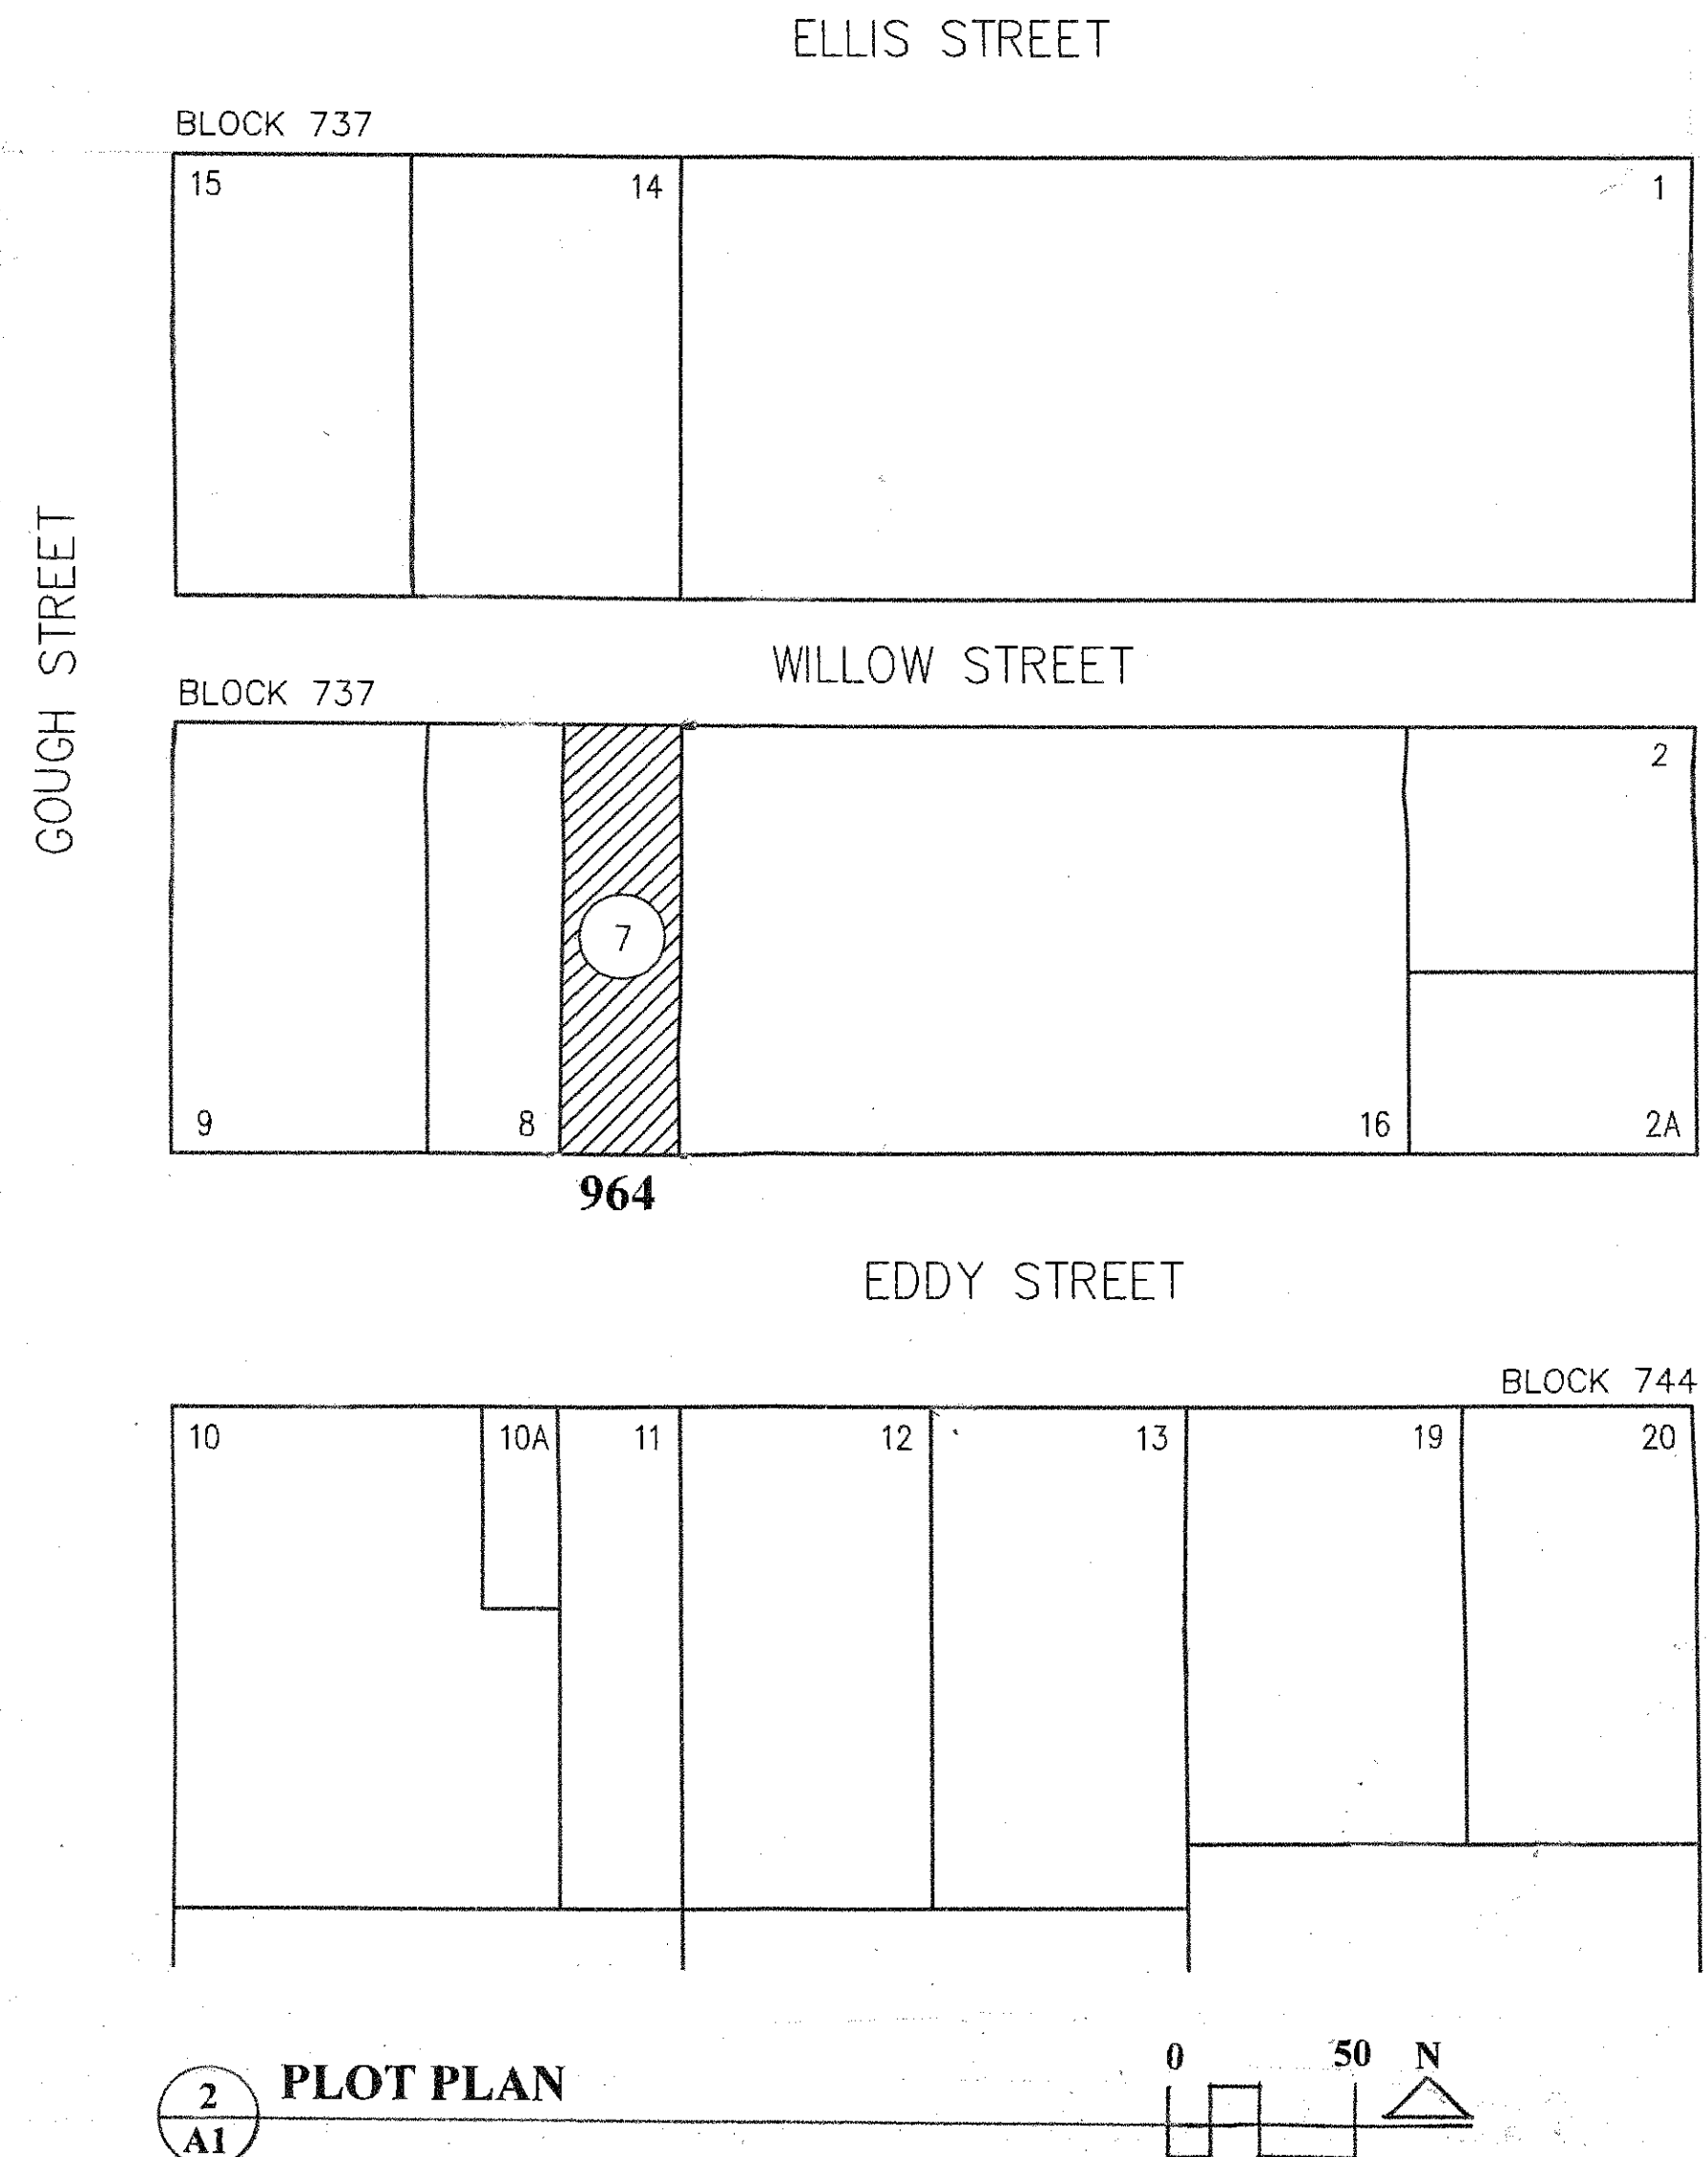 ELLIS STREET
BLOCK 737
15 14 1
GOUGH STREET
WILLOW STREET
BLOCK 737
2
7
9 8 16 2A
964
EDDY STREET
BLOCK 744
10 10A 11 12 13 19 20
2
A1
PLOT PLAN
0 50 N